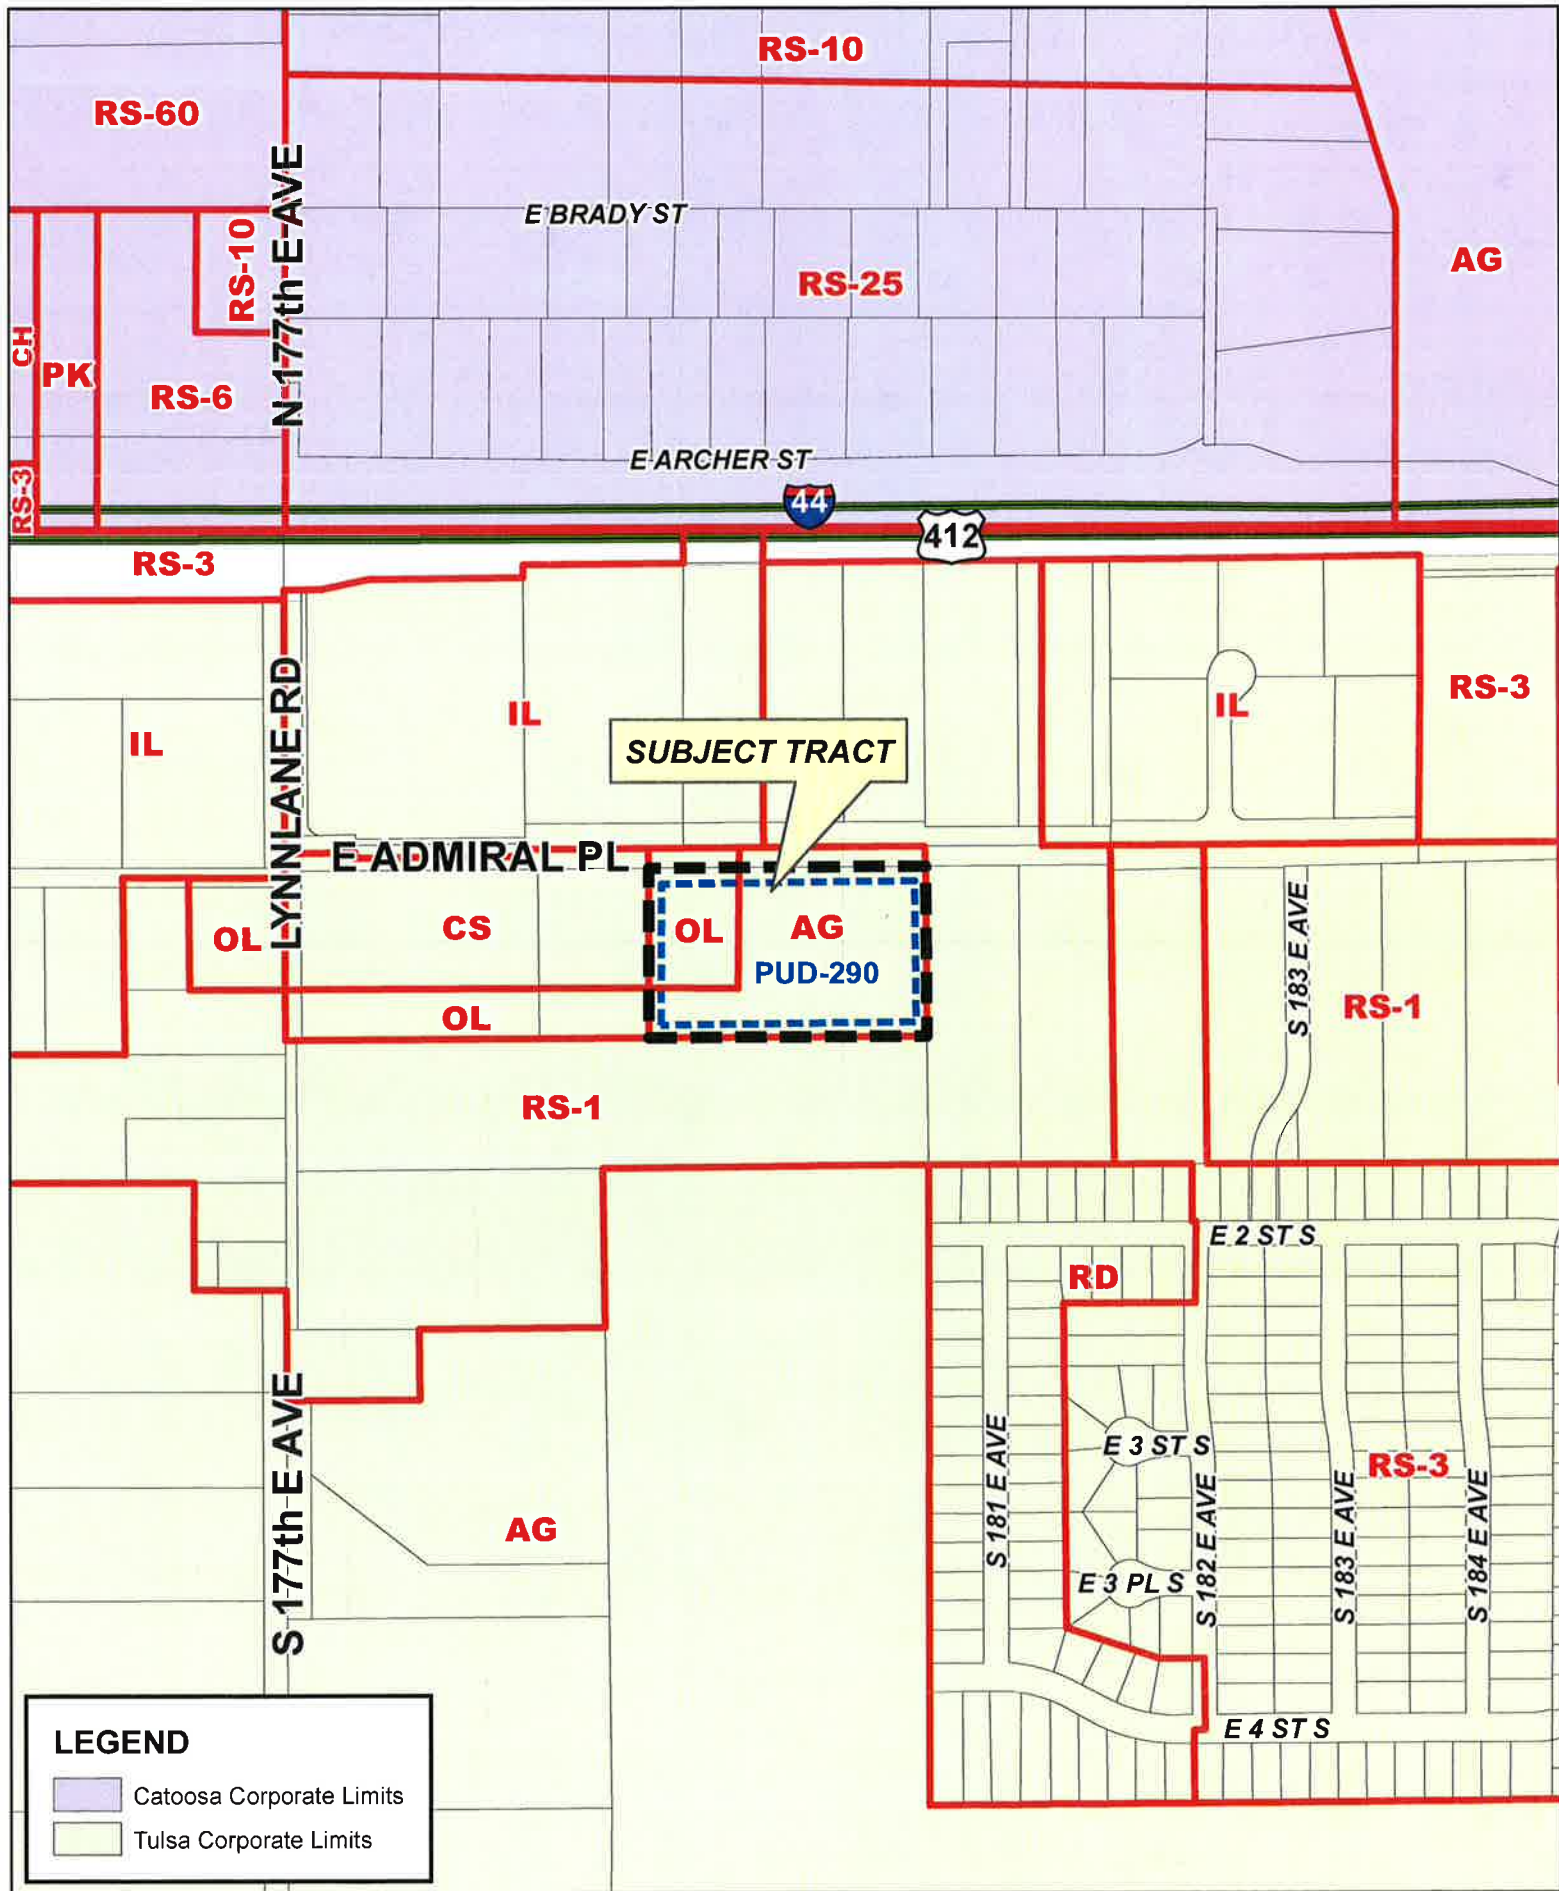 RS-10
RS-60
N 177th E AVE
E BRADY ST
RS-10
RS-25
AG
CH
PK
RS-6
E ARCHER ST
RS-3
44
412
RS-3
LYNN LANE RD
IL
IL
IL
RS-3
SUBJECT TRACT
E ADMIRAL PL
OL
CS
OL
AG
PUD-290
OL
S 183 E AVE
RS-1
RS-1
E 2 ST S
RD
S 177th E AVE
AG
S 181 E AVE
E 3 ST S
RS-3
E 3 PL S
S 182 E AVE
S 183 E AVE
S 184 E AVE
E 4 ST S
LEGEND
Catoosa Corporate Limits
Tulsa Corporate Limits